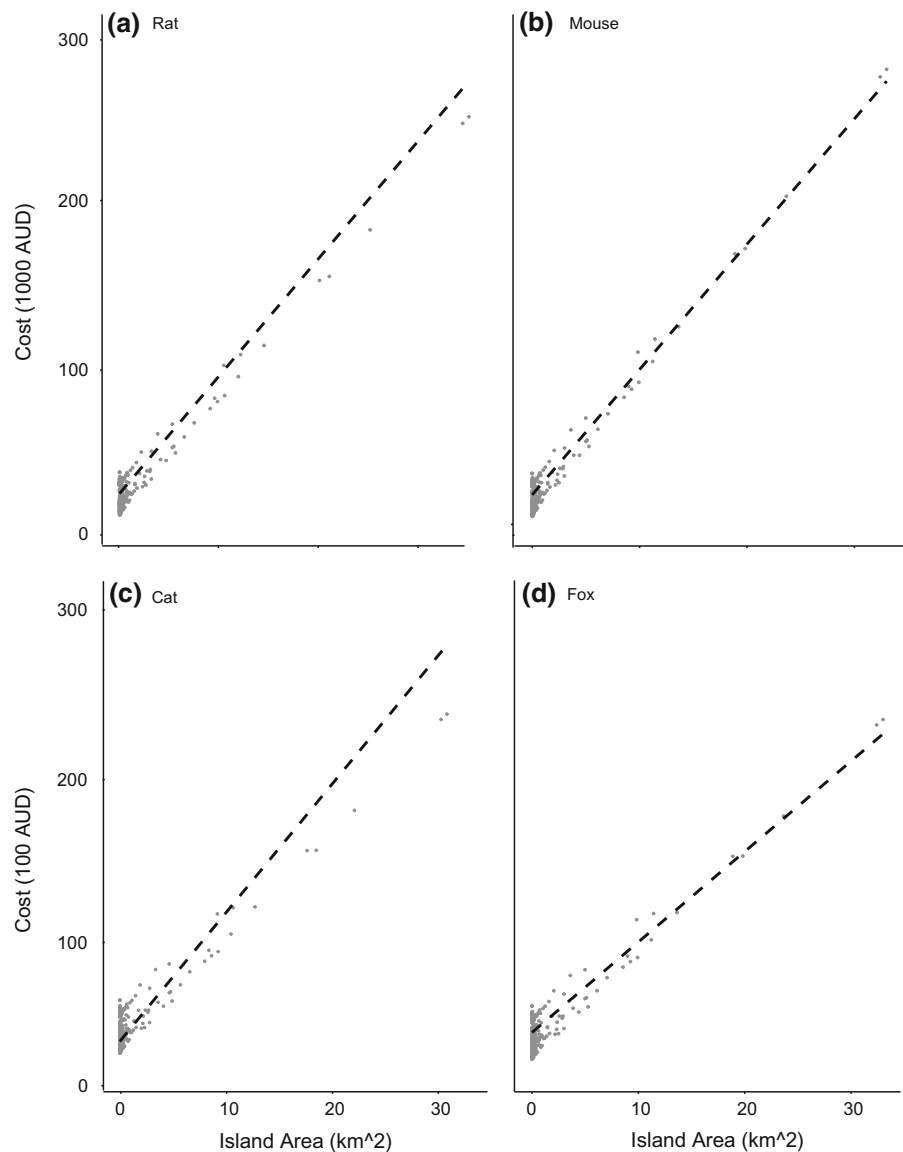 (a) Rat
(b) Mouse
300
200
100
0
Cost (1000 AUD)
(c) Cat
(d) Fox
300
200
100
0
Cost (100 AUD)
0 10 20 30
0 10 20 30
Island Area (km^2)
Island Area (km^2)